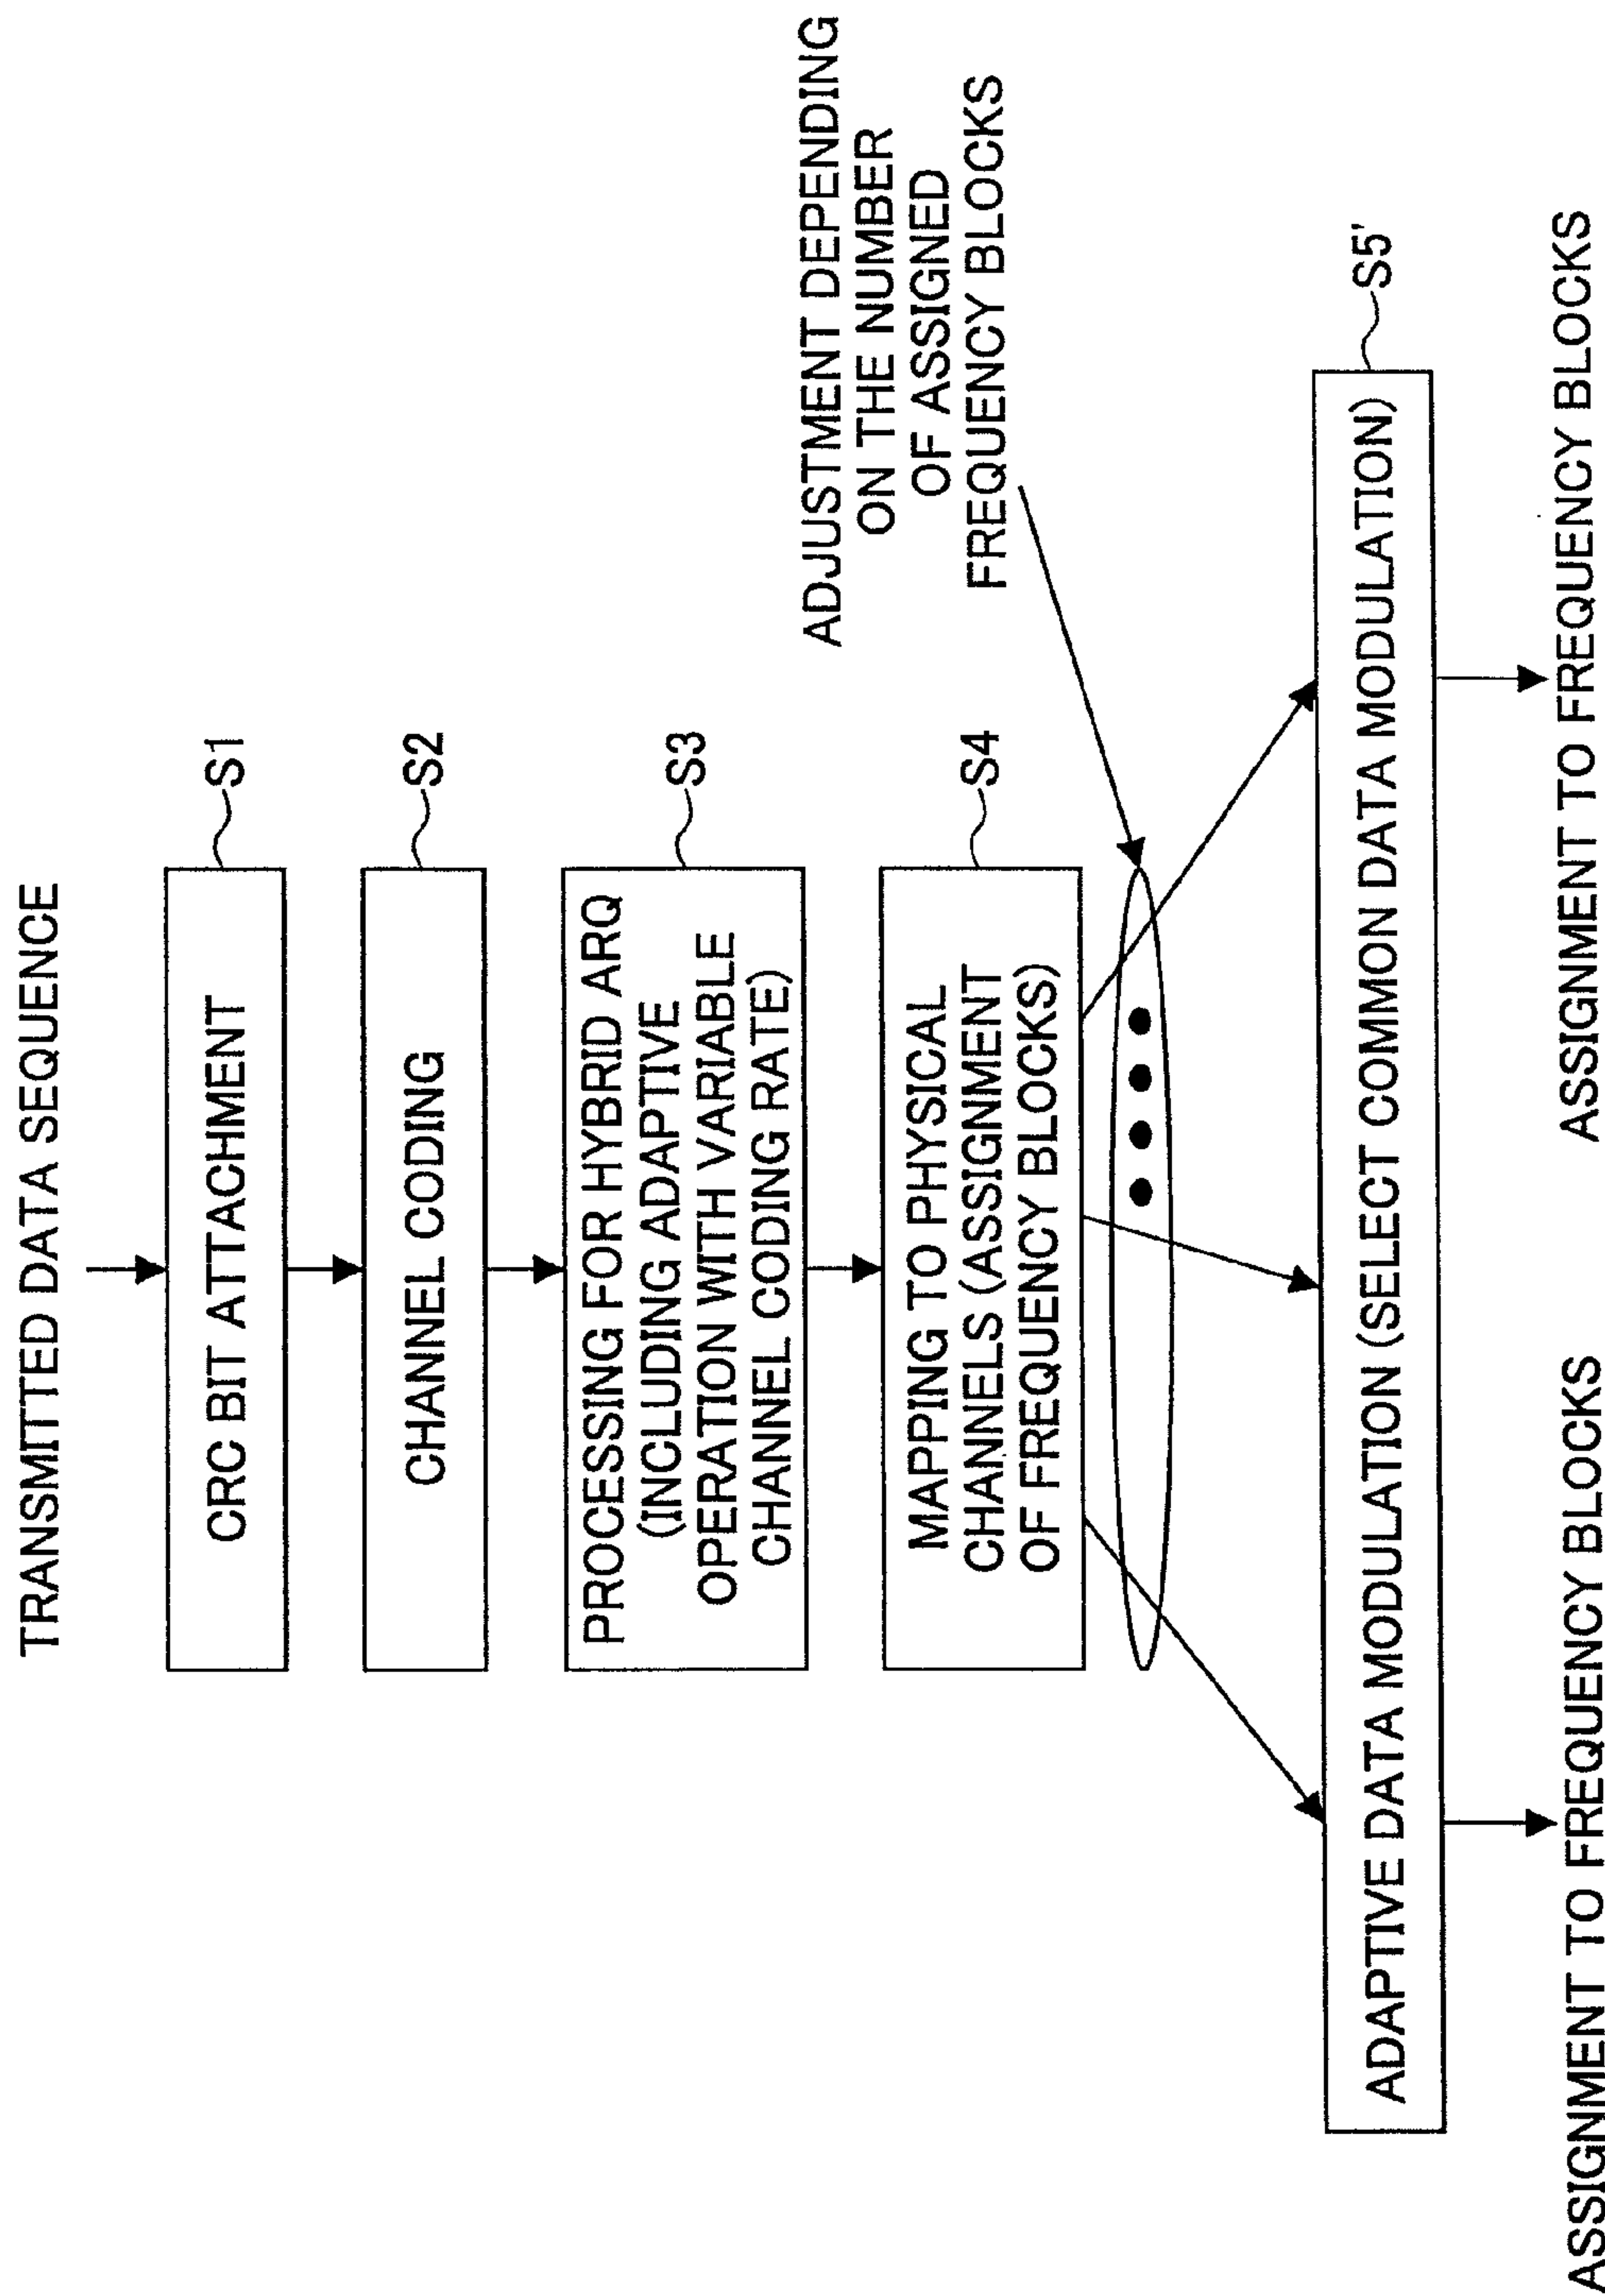 TRANSMITTED DATA SEQUENCE
CRC BIT ATTACHMENT
S1
CHANNEL CODING
S2
PROCESSING FOR HYBRID ARQ
(INCLUDING ADAPTIVE
OPERATION WITH VARIABLE
CHANNEL CODING RATE)
S3
MAPPING TO PHYSICAL
CHANNELS (ASSIGNMENT
OF FREQUENCY BLOCKS)
S4
ADJUSTMENT DEPENDING
ON THE NUMBER
OF ASSIGNED
FREQUENCY BLOCKS
ADAPTIVE DATA MODULATION (SELECT COMMON DATA MODULATION)
S5'
ASSIGNMENT TO FREQUENCY BLOCKS
ASSIGNMENT TO FREQUENCY BLOCKS